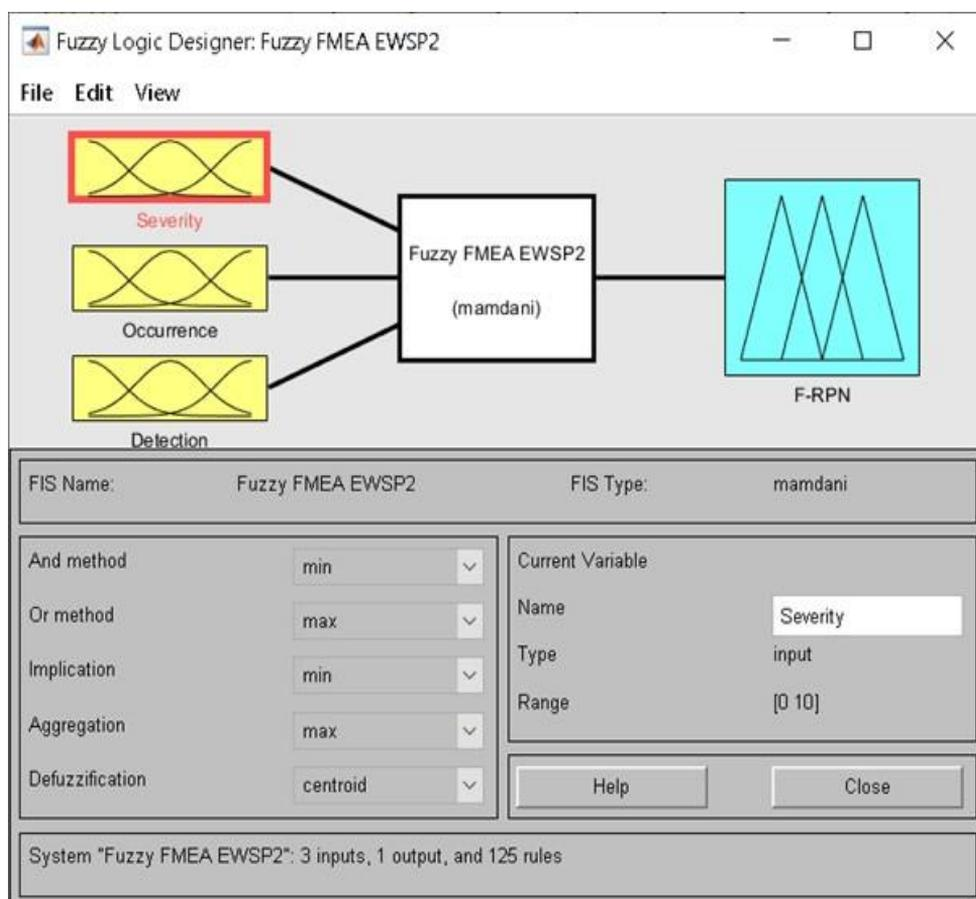 Fuzzy Logic Designer: Fuzzy FMEA EWSP2
File Edit View
Severity
Occurrence
Detection
Fuzzy FMEA EWSP2
(mamdani)
F-RPN
FIS Name: Fuzzy FMEA EWSP2 FIS Type: mamdani
And method min
Or method max
Implication min
Aggregation max
Defuzzification centroid
Current Variable
Name Severity
Type input
Range [0 10]
Help Close
System "Fuzzy FMEA EWSP2": 3 inputs, 1 output, and 125 rules